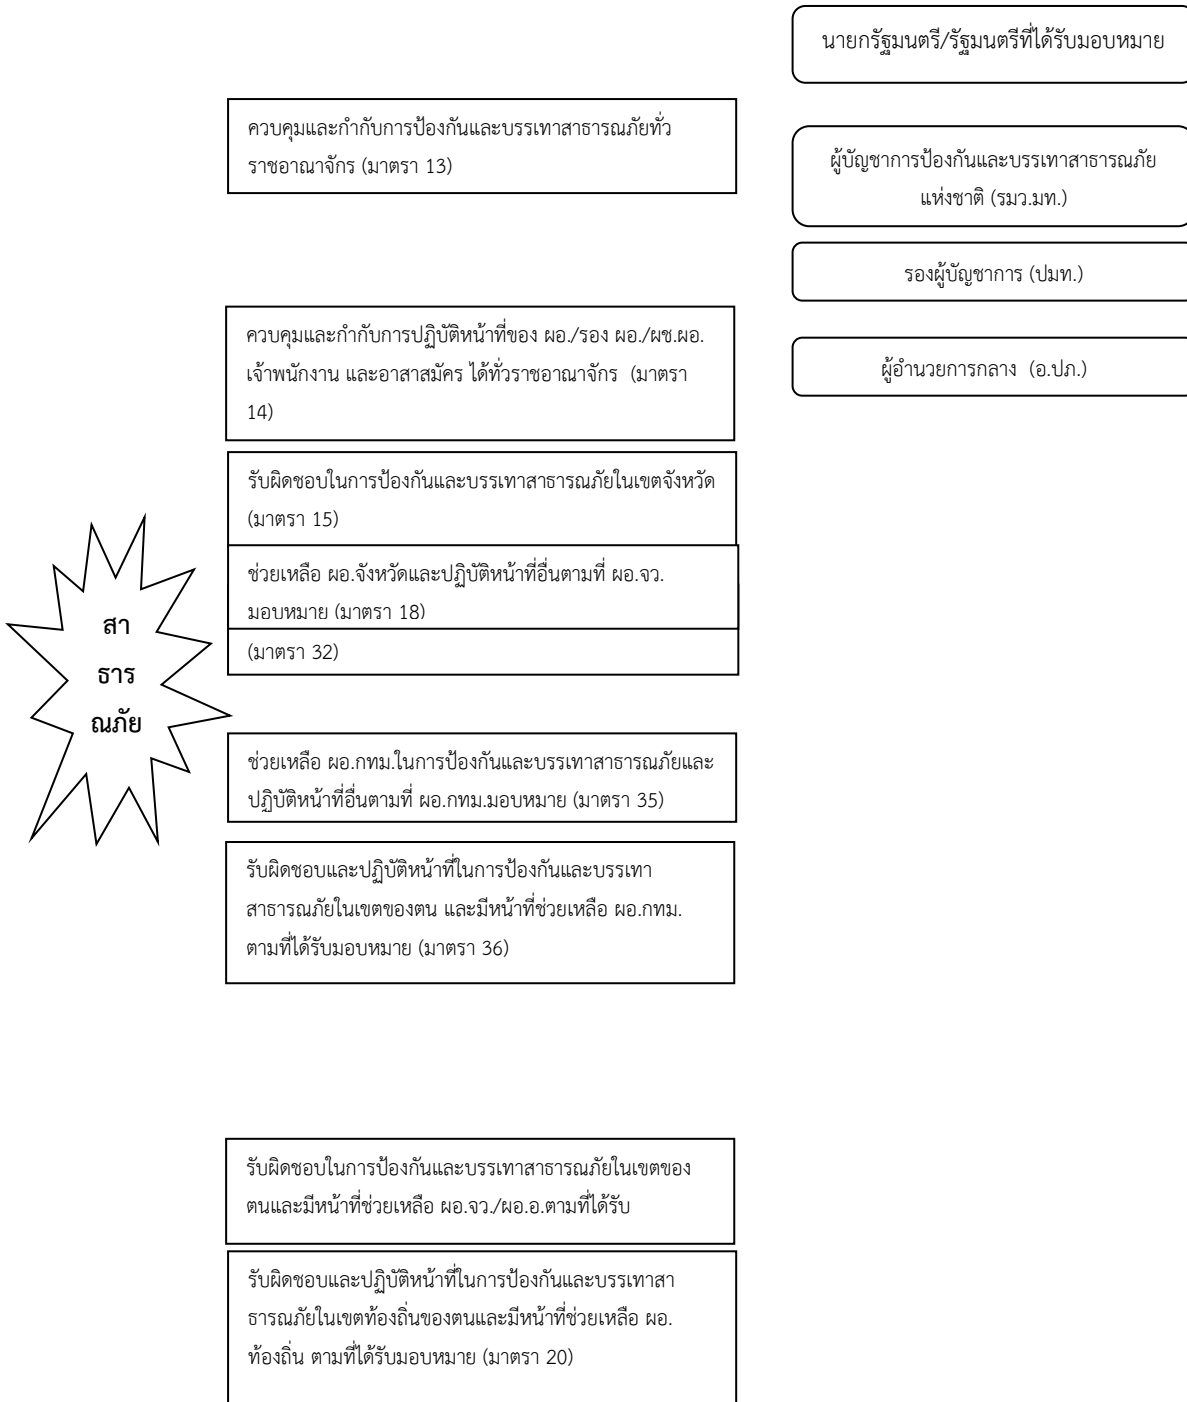 นายกรัฐมนตรี/รัฐมนตรีที่ได้รับมอบหมาย
ควบคุมและกำกับการป้องกันและบรรเทาสาธารณภัยทั่ว
ราชอาณาจักร (มาตรา 13)
ผู้บัญชาการป้องกันและบรรเทาสาธารณภัย
แห่งชาติ (รมว.มท.)
รองผู้บัญชาการ (ปมท.)
ควบคุมและกำกับการปฏิบัติหน้าที่ของ ผอ./รอง ผอ./ผช.ผอ.
เจ้าพนักงาน และอาสาสมัคร ได้ทั่วราชอาณาจักร (มาตรา
14)
ผู้อำนวยการกลาง (อ.ปภ.)
รับผิดชอบในการป้องกันและบรรเทาสาธารณภัยในเขตจังหวัด
(มาตรา 15)
ช่วยเหลือ ผอ.จังหวัดและปฏิบัติหน้าที่อื่นตามที่ ผอ.จว.
มอบหมาย (มาตรา 18)
(มาตรา 32)
สา
ธาร
ณภัย
ช่วยเหลือ ผอ.กทม.ในการป้องกันและบรรเทาสาธารณภัยและ
ปฏิบัติหน้าที่อื่นตามที่ ผอ.กทม.มอบหมาย (มาตรา 35)
รับผิดชอบและปฏิบัติหน้าที่ในการป้องกันและบรรเทา
สาธารณภัยในเขตของตน และมีหน้าที่ช่วยเหลือ ผอ.กทม.
ตามที่ได้รับมอบหมาย (มาตรา 36)
รับผิดชอบในการป้องกันและบรรเทาสาธารณภัยในเขตของ
ตนและมีหน้าที่ช่วยเหลือ ผอ.จว./ผอ.อ.ตามที่ได้รับ
รับผิดชอบและปฏิบัติหน้าที่ในการป้องกันและบรรเทาสา
ธารณภัยในเขตท้องถิ่นของตนและมีหน้าที่ช่วยเหลือ ผอ.
ท้องถิ่น ตามที่ได้รับมอบหมาย (มาตรา 20)